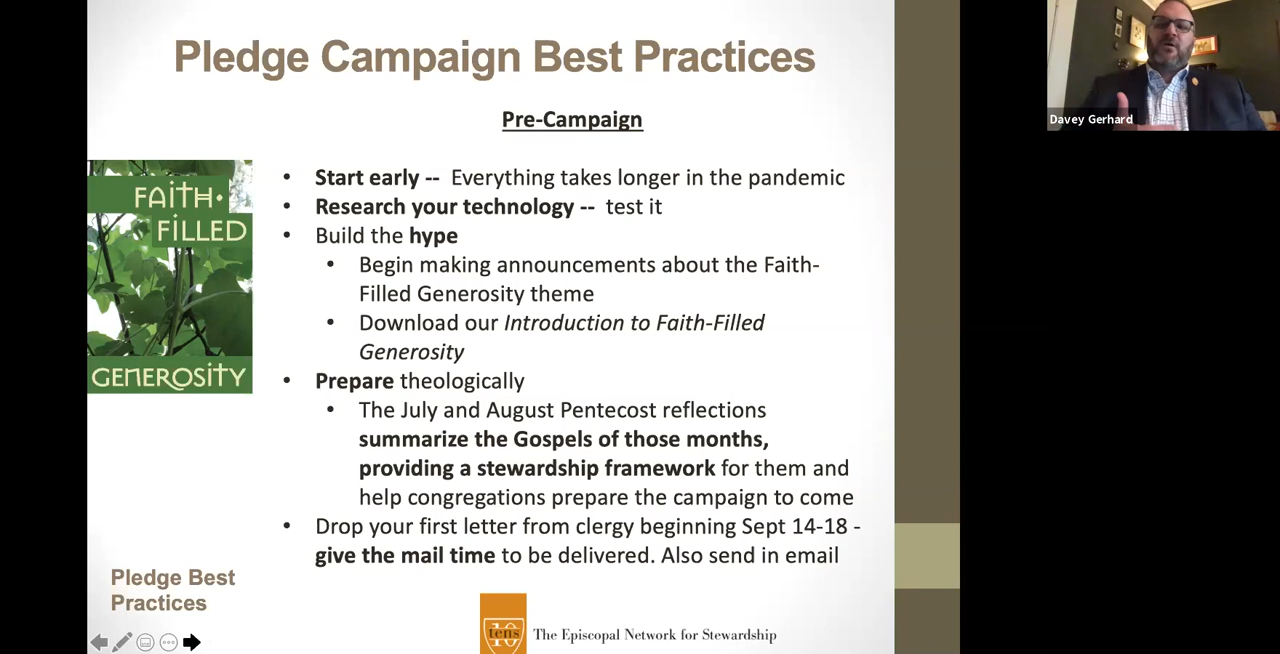 Pledge Campaign Best Practices
Pre-Campaign
FAITH·
FILLED
GENEROSITY
• Start early -- Everything takes longer in the pandemic
• Research your technology -- test it
• Build the hype
• Begin making announcements about the Faith-
Filled Generosity theme
• Download our Introduction to Faith-Filled
Generosity
• Prepare theologically
• The July and August Pentecost reflections
summarize the Gospels of those months,
providing a stewardship framework for them and
help congregations prepare the campaign to come
• Drop your first letter from clergy beginning Sept 14-18 -
give the mail time to be delivered. Also send in email
Pledge Best
Practices
tens
The Episcopal Network for Stewardship
Davey Gerhard